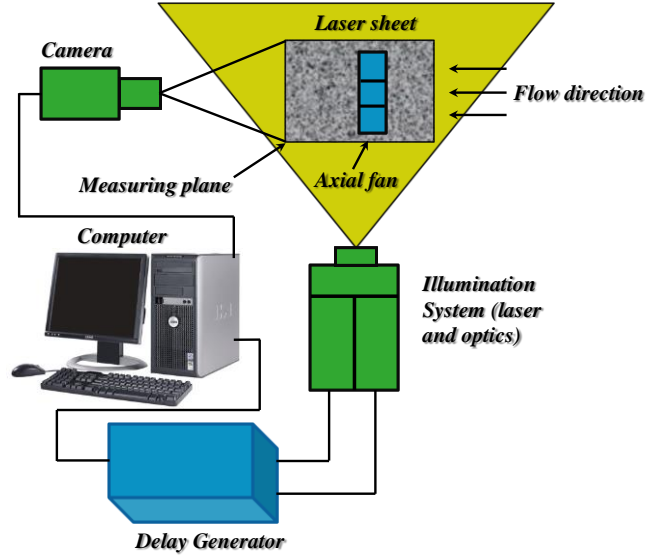 Laser sheet
Camera
Flow direction
Measuring plane
Axial fan
Computer
Illumination
System (laser
and optics)
Delay Generator